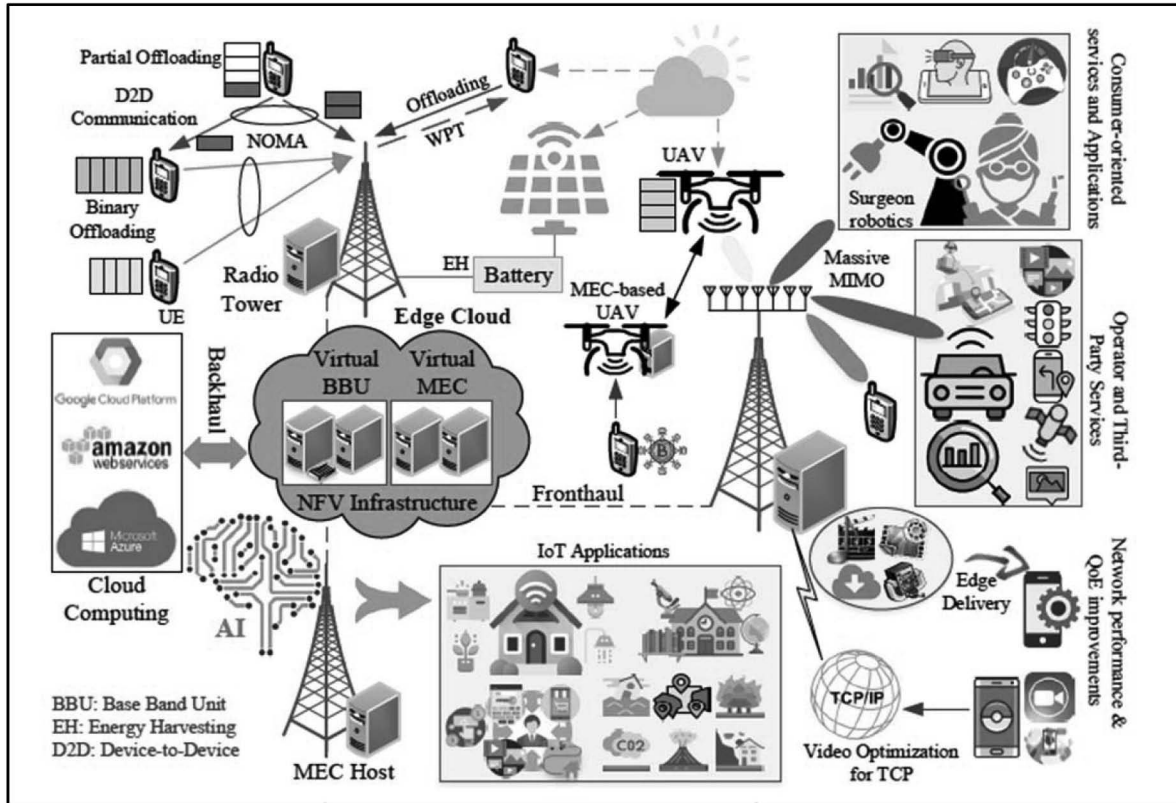 Partial Offloading
D2D
Communication
NOMA
Binary
Offloading
UE
Offloading
WPT
Radio
Tower
EH
Battery
UAV
MEC-based
UAV
Massive
MIMO
Surgeon
robotics
Consumer-oriented
services and Applications
Operator and Third-
Party Services
Network performance &
QoE improvements
Edge Cloud
Virtual
BBU
Virtual
MEC
NFV Infrastructure
Backhaul
Fronthaul
Google Cloud Platform
amazon
webservices
Microsoft
Azure
Cloud
Computing
AI
IoT Applications
CO2
B
Edge
Delivery
TCP/IP
Video Optimization
for TCP
MEC Host
BBU: Base Band Unit
EH: Energy Harvesting
D2D: Device-to-Device